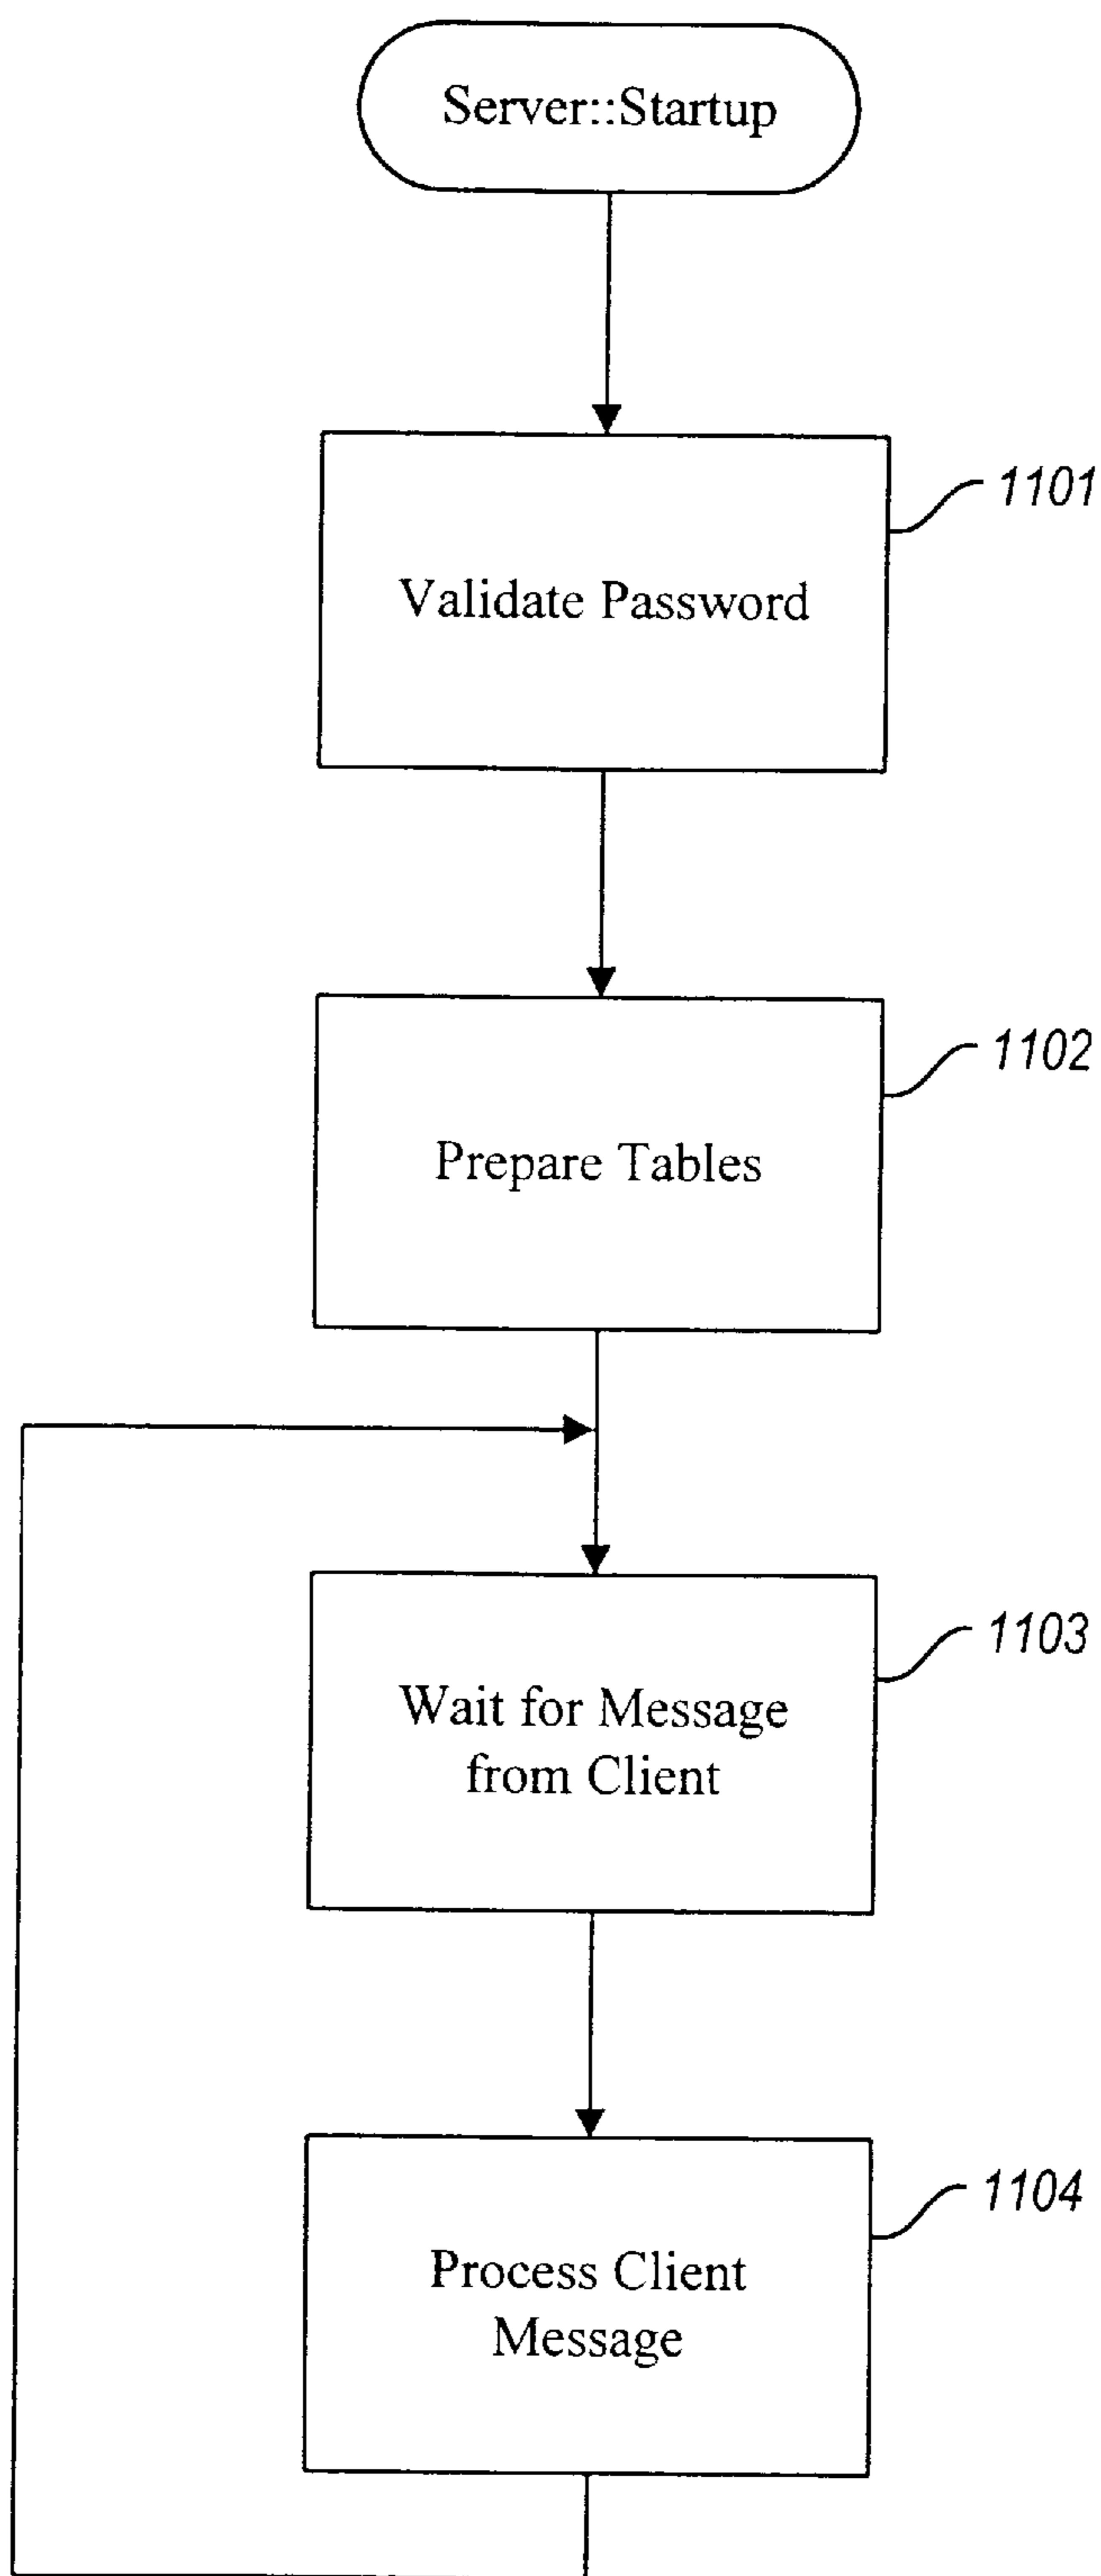 Server::Startup
1101
Validate Password
1102
Prepare Tables
1103
Wait for Message
from Client
1104
Process Client
Message